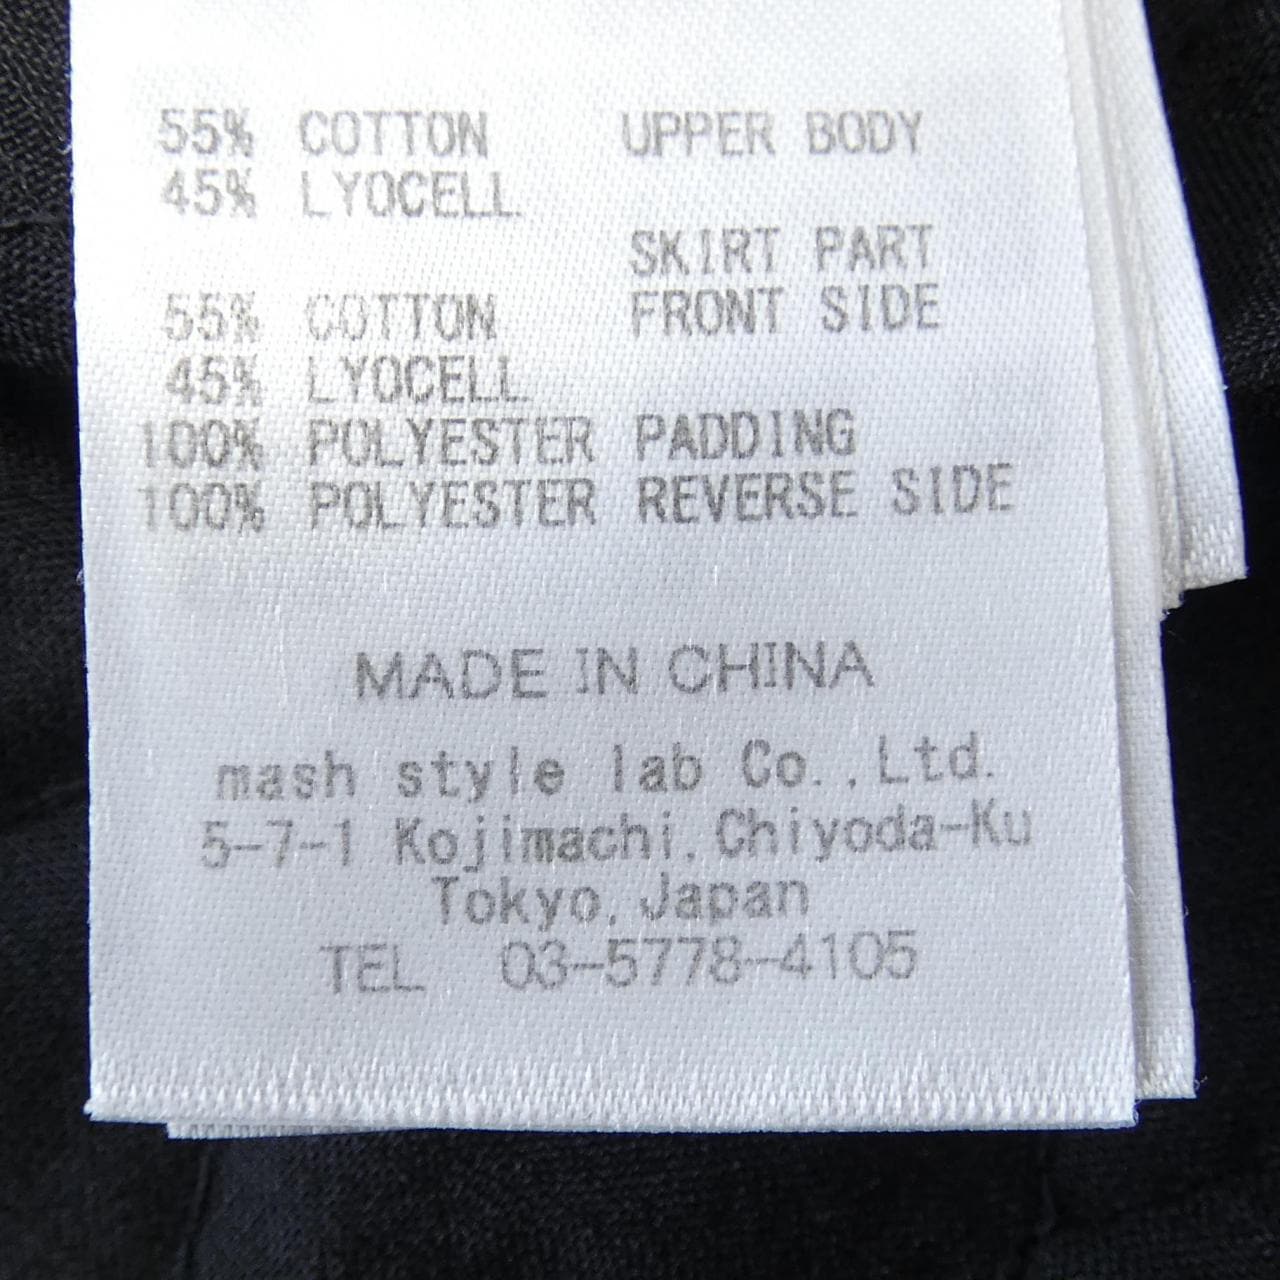 55% COTTON UPPER BODY
45% LYOCELL
SKIRT PART
55% COTTON FRONT SIDE
45% LYOCELL
100% POLYESTER PADDING
100% POLYESTER REVERSE SIDE
MADE IN CHINA
mash style lab Co.,Ltd.
5-7-1 Kojimachi,Chiyoda-Ku
Tokyo,Japan
TEL 03-5778-4105